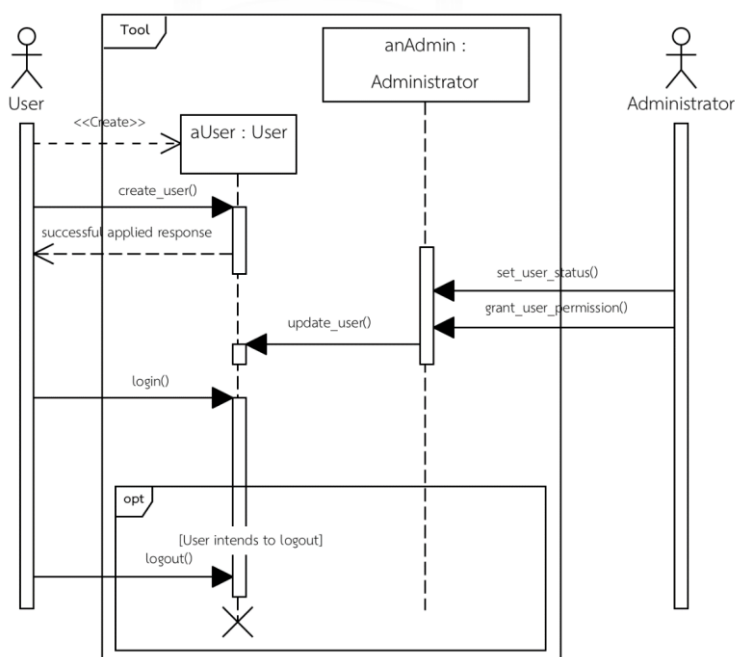 Tool
anAdmin :
Administrator
User
Administrator
<<Create>>
aUser : User
create_user()
successful applied response
set_user_status()
grant_user_permission()
update_user()
login()
opt
[User intends to logout]
logout()